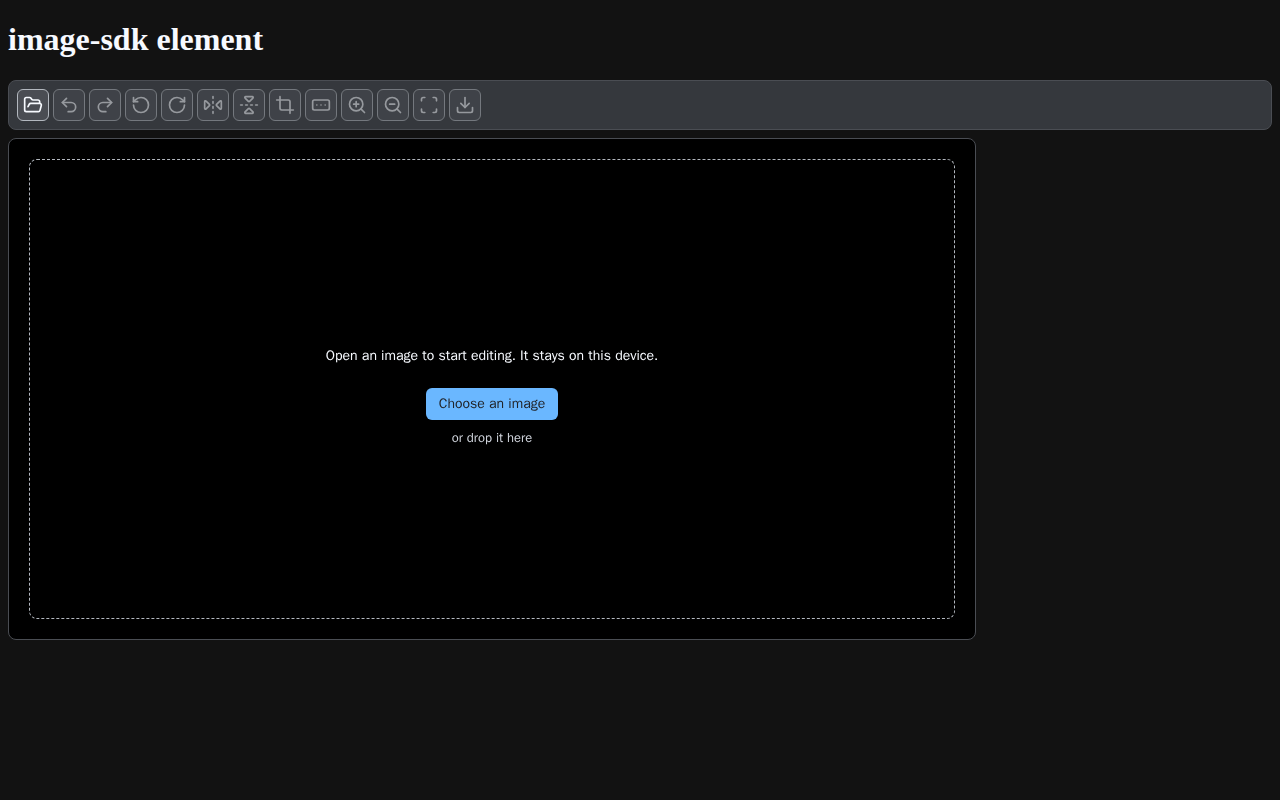 image-sdk element
Open an image to start editing. It stays on this device.
Choose an image
or drop it here